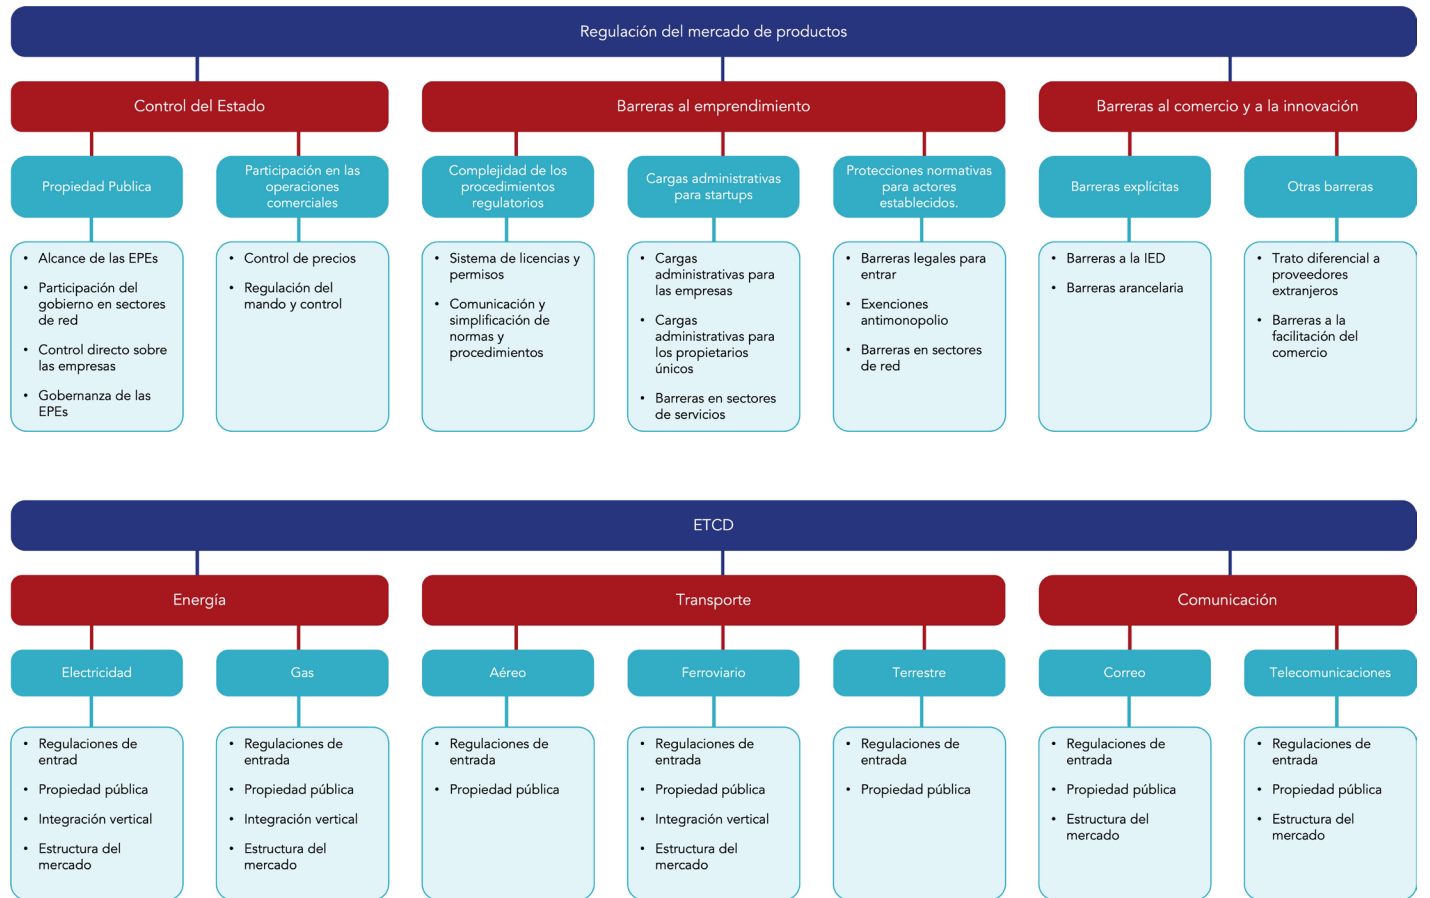 Regulación del mercado de productos
Control del Estado
Barreras al emprendimiento
Barreras al comercio y a la innovación
Propiedad Publica
Participación en las
operaciones
comerciales
Complejidad de los
procedimientos
regulatorios
Cargas administrativas
para startups
Protecciones normativas
para actores
establecidos.
Barreras explícitas
Otras barreras
• Alcance de las EPEs
• Participación del
gobierno en sectores
de red
• Control directo sobre
las empresas
• Gobernanza de las
EPEs
• Control de precios
• Regulación del
mando y control
• Sistema de licencias y
permisos
• Comunicación y
simplificación de
normas y
procedimientos
• Cargas
administrativas para
las empresas
• Cargas
administrativas para
los propietarios
únicos
• Barreras en sectores
de servicios
• Barreras legales para
entrar
• Exenciones
antimonopolio
• Barreras en sectores
de red
• Barreras a la IED
• Barreras arancelaria
• Trato diferencial a
proveedores
extranjeros
• Barreras a la
facilitación del
comercio
ETCD
Energía
Transporte
Comunicación
Electricidad
Gas
Aéreo
Ferroviario
Terrestre
Correo
Telecomunicaciones
• Regulaciones de
entrad
• Propiedad pública
• Integración vertical
• Estructura del
mercado
• Regulaciones de
entrada
• Propiedad pública
• Integración vertical
• Estructura del
mercado
• Regulaciones de
entrada
• Propiedad pública
• Regulaciones de
entrada
• Propiedad pública
• Integración vertical
• Estructura del
mercado
• Regulaciones de
entrada
• Propiedad pública
• Regulaciones de
entrada
• Propiedad pública
• Estructura del
mercado
• Regulaciones de
entrada
• Propiedad pública
• Estructura del
mercado